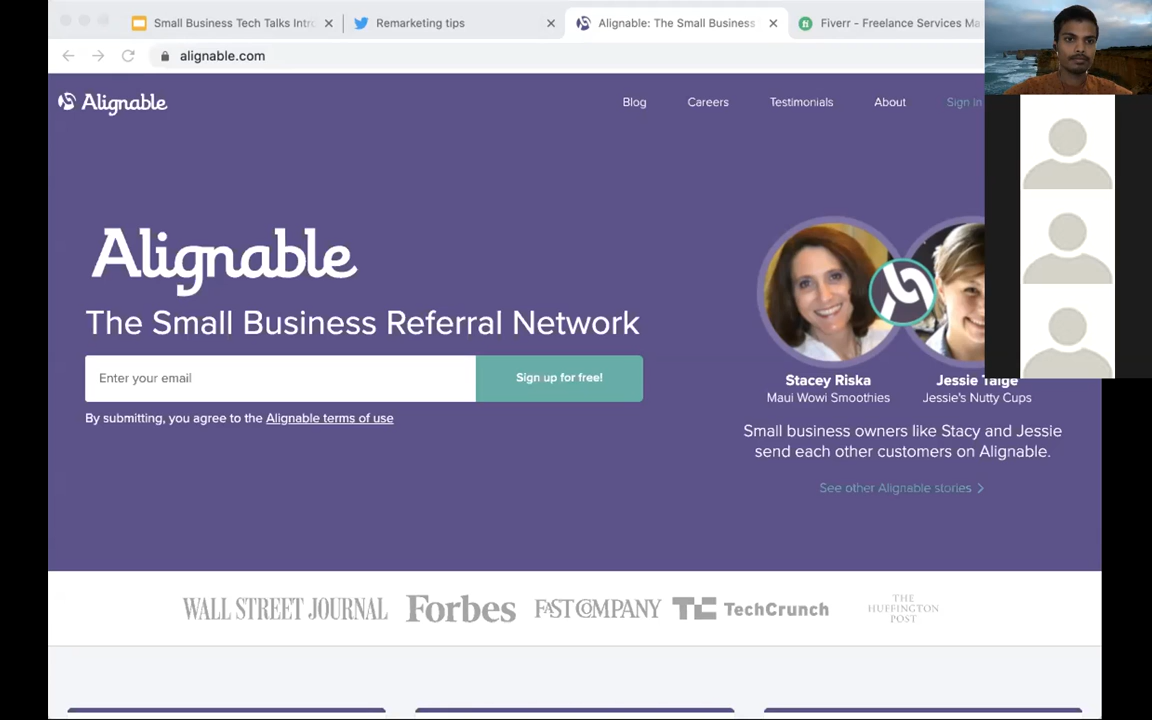 Small Business Tech Talks Intro
Remarketing tips
Alignable: The Small Business
Fiverr - Freelance Services Ma
alignable.com
Alignable
Blog
Careers
Testimonials
About
Sign in
Alignable
The Small Business Referral Network
Enter your email
Sign up for free!
By submitting, you agree to the Alignable terms of use
Stacey Riska
Maui Wowi Smoothies
Jessie Taige
Jessie's Nutty Cups
Small business owners like Stacy and Jessie
send each other customers on Alignable.
See other Alignable stories
WALL STREET JOURNAL
Forbes
FAST COMPANY
TC TechCrunch
THE
HUFFINGTON
POST